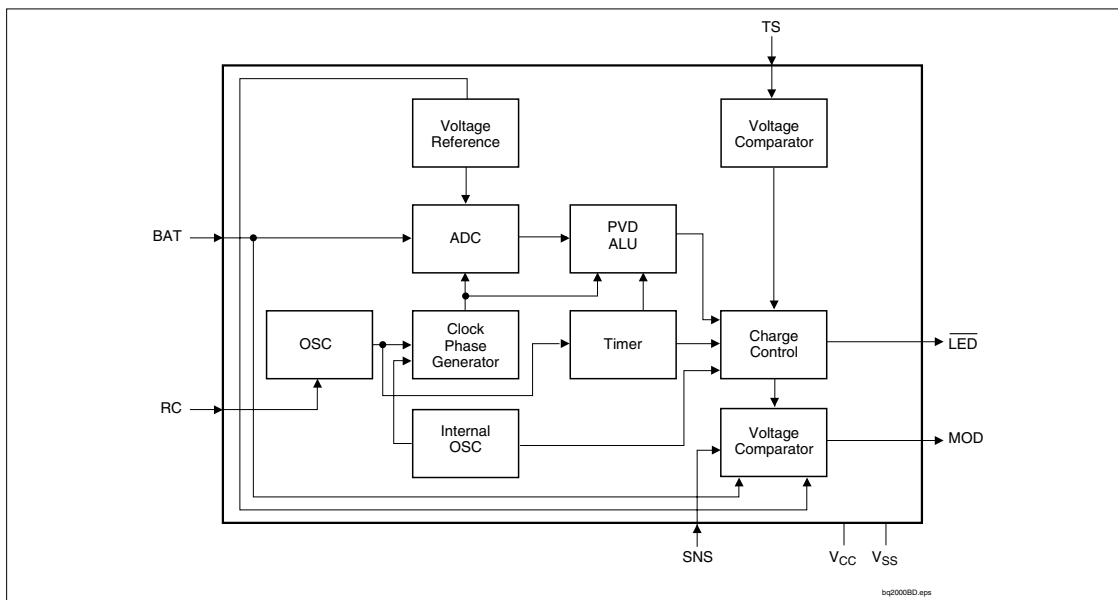 TS
Voltage
Reference
Voltage
Comparator
BAT
ADC
PVD
ALU
OSC
Clock
Phase
Generator
Timer
Charge
Control
LED
RC
Internal
OSC
Voltage
Comparator
MOD
SNS
VCC
VSS
bq2000BD.eps